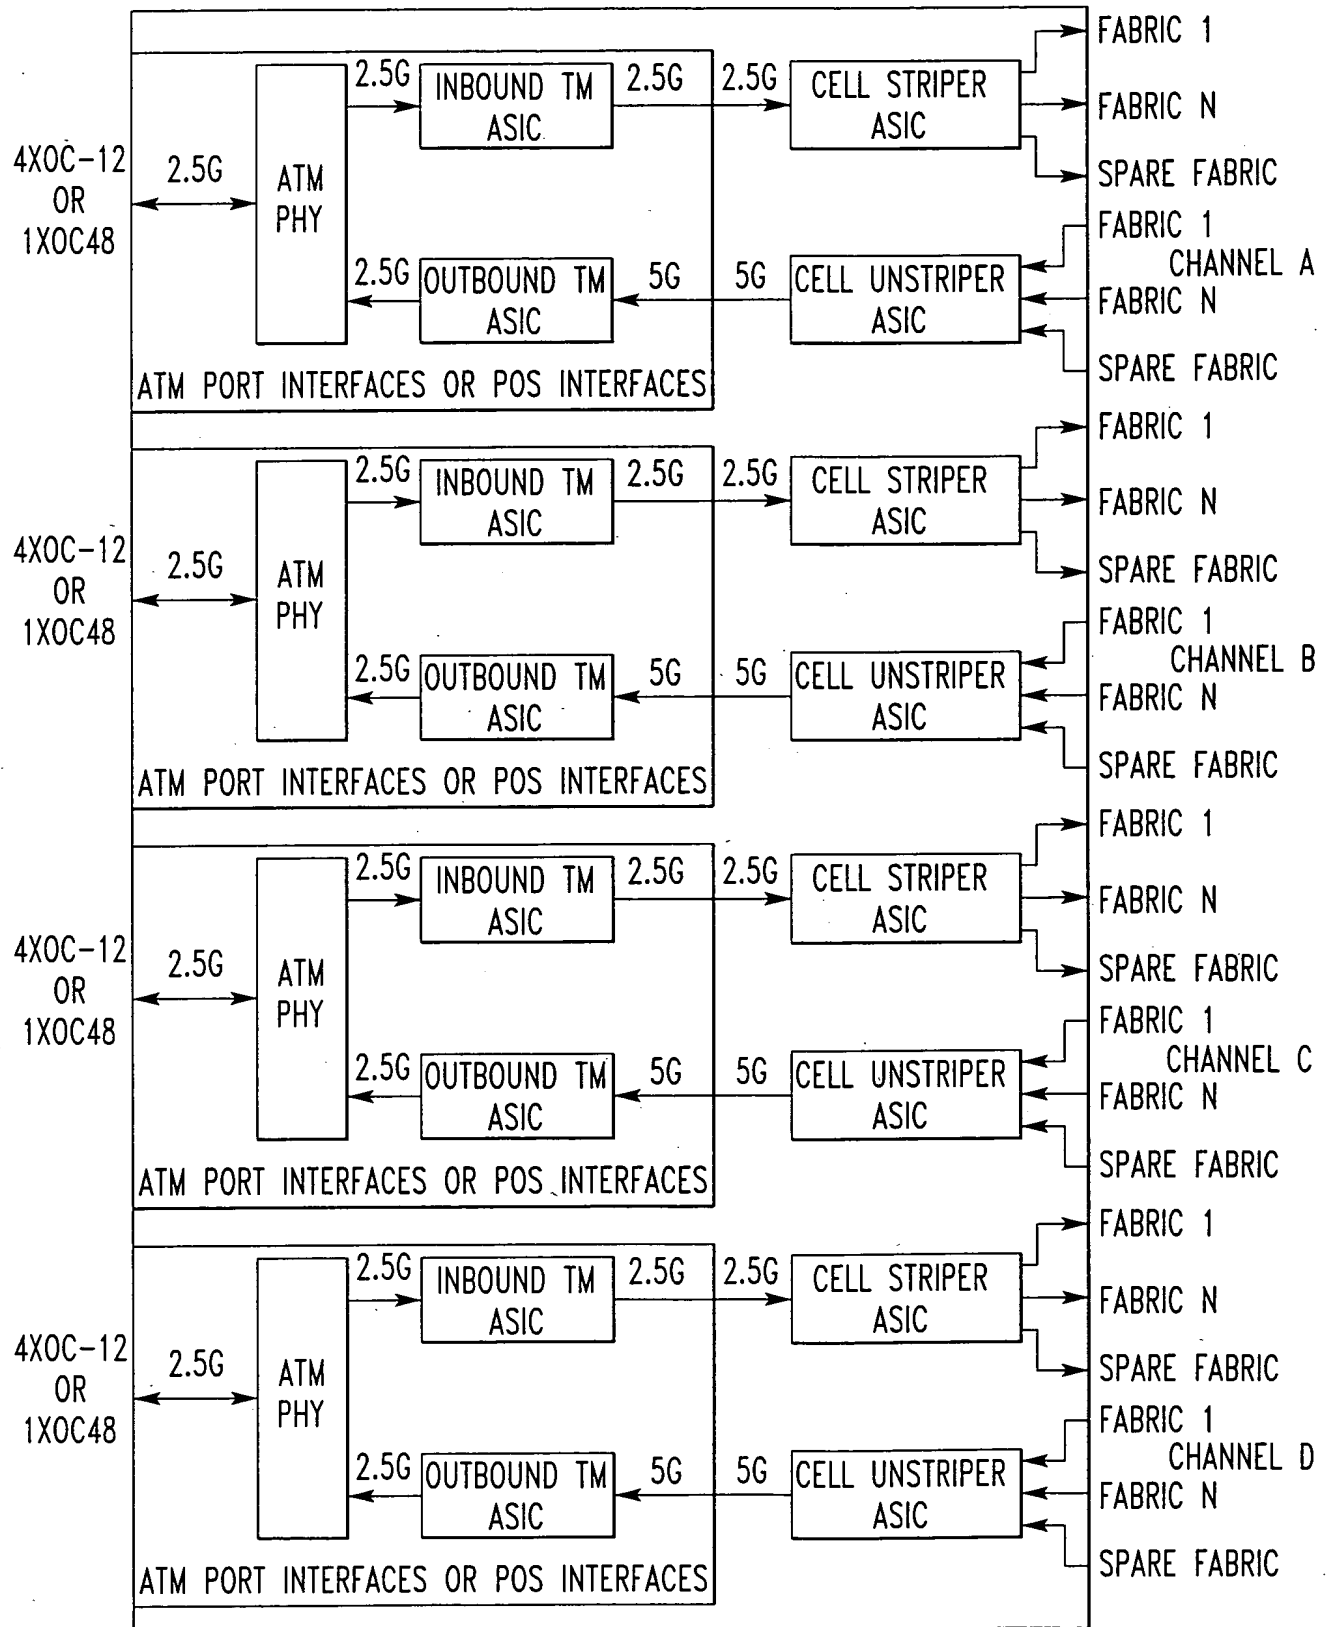 FABRIC 1
2.5G
INBOUND TM
ASIC
2.5G
2.5G
CELL STRIPER
ASIC
FABRIC N
4XOC-12
OR
1XOC48
2.5G
ATM
PHY
SPARE FABRIC
FABRIC 1
CHANNEL A
2.5G
OUTBOUND TM
ASIC
5G
5G
CELL UNSTRIPER
ASIC
FABRIC N
SPARE FABRIC
ATM PORT INTERFACES OR POS INTERFACES
FABRIC 1
2.5G
INBOUND TM
ASIC
2.5G
2.5G
CELL STRIPER
ASIC
FABRIC N
4XOC-12
OR
1XOC48
2.5G
ATM
PHY
SPARE FABRIC
FABRIC 1
CHANNEL B
2.5G
OUTBOUND TM
ASIC
5G
5G
CELL UNSTRIPER
ASIC
FABRIC N
SPARE FABRIC
ATM PORT INTERFACES OR POS INTERFACES
FABRIC 1
2.5G
INBOUND TM
ASIC
2.5G
2.5G
CELL STRIPER
ASIC
FABRIC N
4XOC-12
OR
1XOC48
2.5G
ATM
PHY
SPARE FABRIC
FABRIC 1
CHANNEL C
2.5G
OUTBOUND TM
ASIC
5G
5G
CELL UNSTRIPER
ASIC
FABRIC N
SPARE FABRIC
ATM PORT INTERFACES OR POS INTERFACES
FABRIC 1
2.5G
INBOUND TM
ASIC
2.5G
2.5G
CELL STRIPER
ASIC
FABRIC N
4XOC-12
OR
1XOC48
2.5G
ATM
PHY
SPARE FABRIC
FABRIC 1
CHANNEL D
2.5G
OUTBOUND TM
ASIC
5G
5G
CELL UNSTRIPER
ASIC
FABRIC N
SPARE FABRIC
ATM PORT INTERFACES OR POS INTERFACES